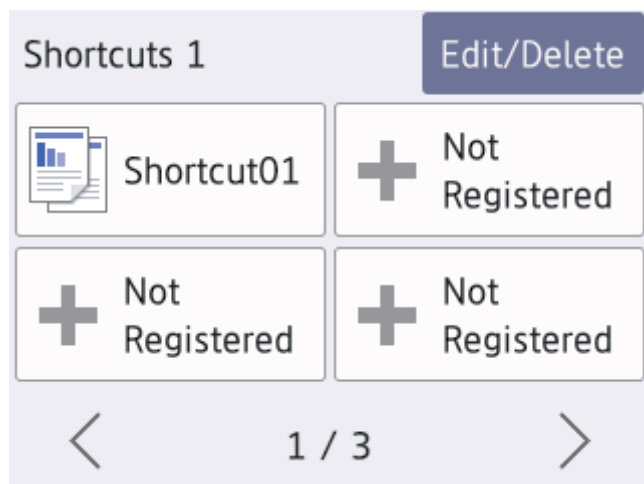 Shortcuts 1
Edit/Delete
Shortcut01
Not
Registered
Not
Registered
Not
Registered
1 / 3